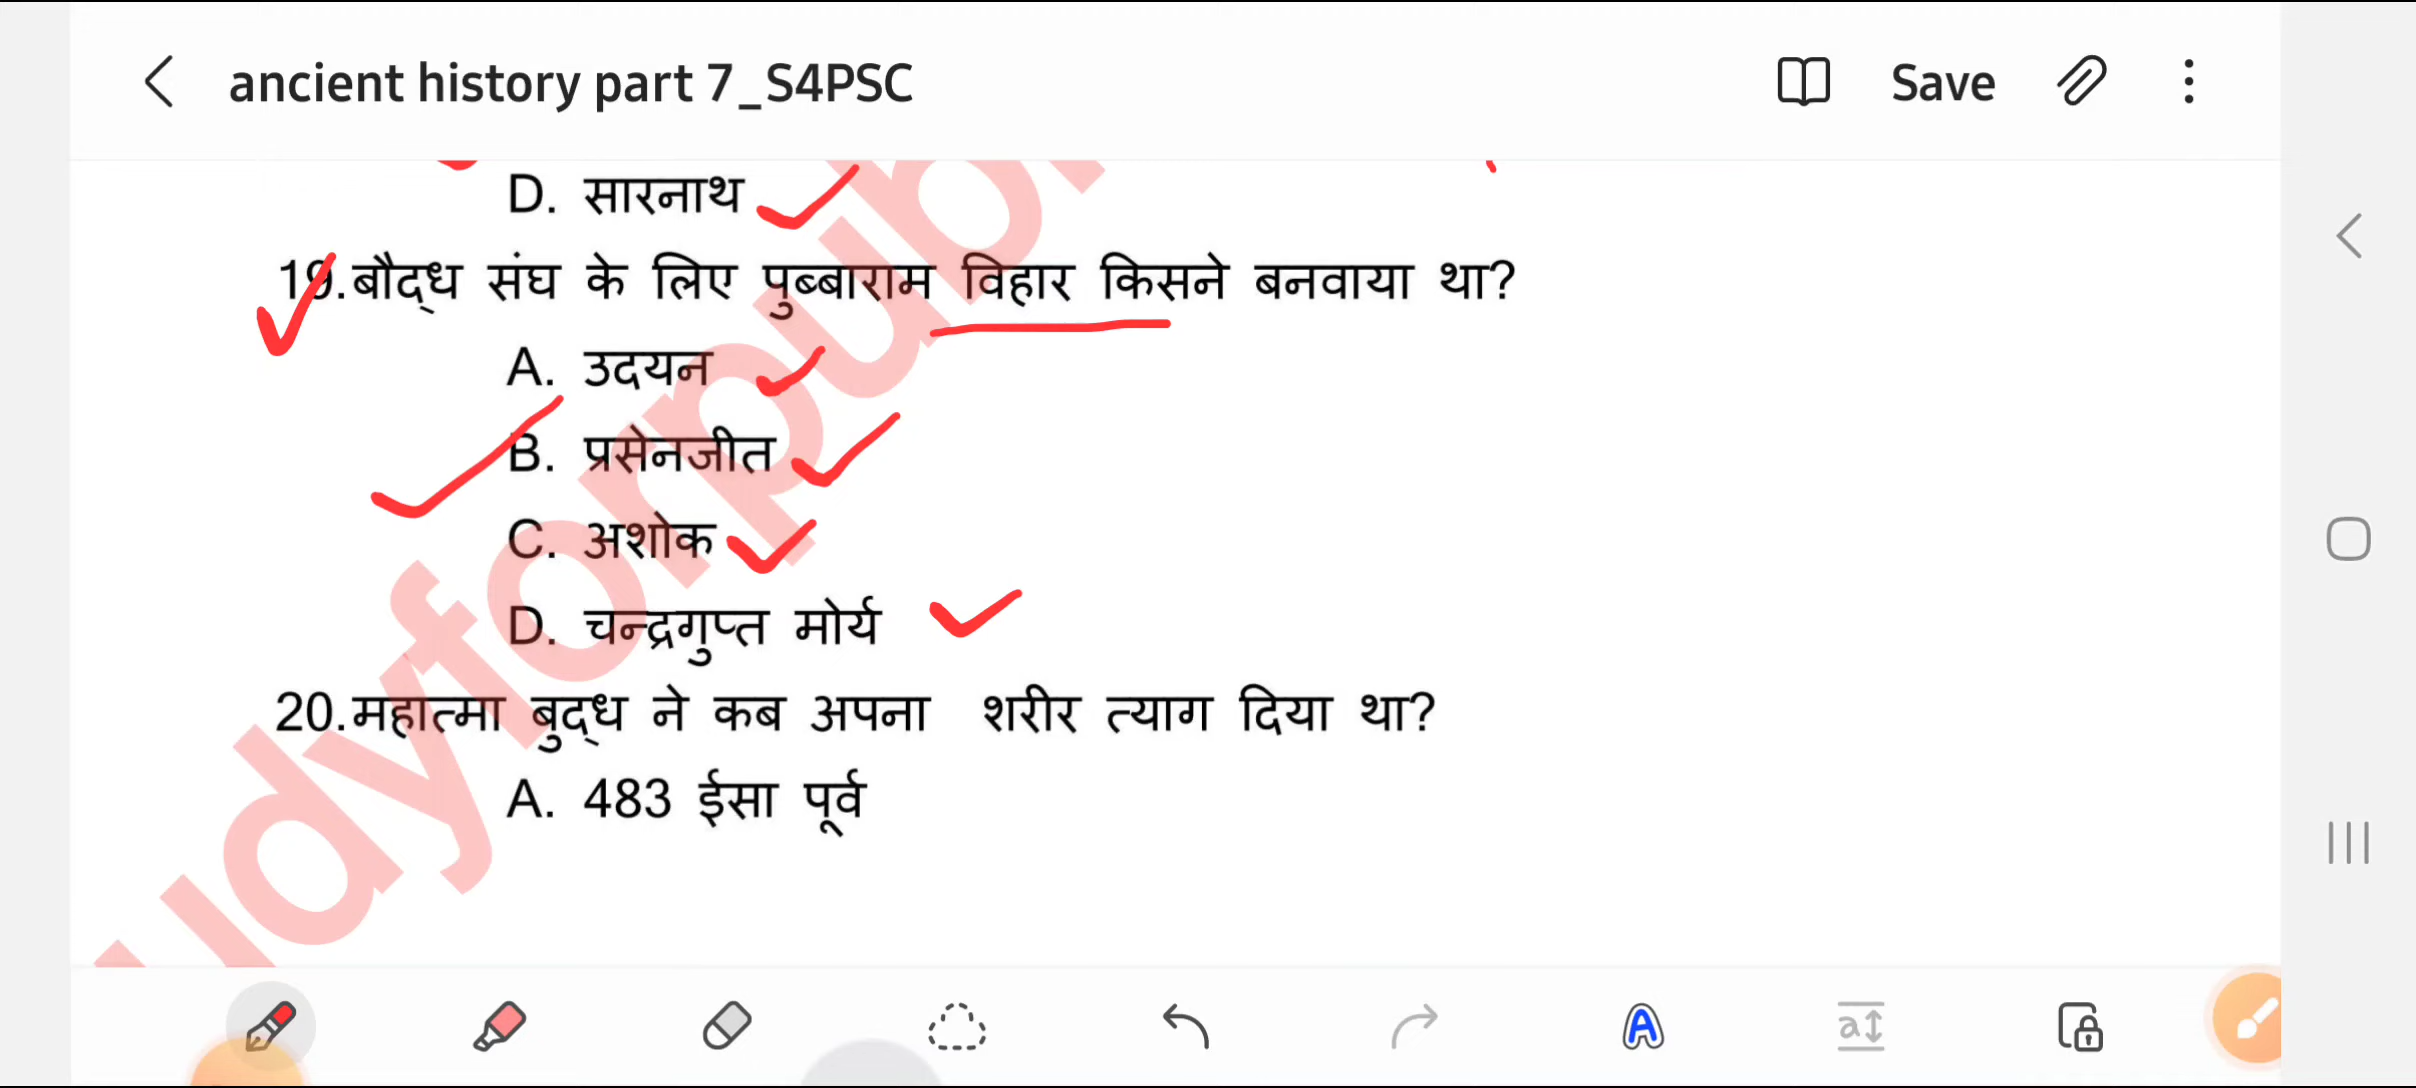 ancient history part 7_S4PSC
Save
D. सारनाथ
19.बौद्ध संघ के लिए पुब्बाराम विहार किसने बनवाया था?
A. उदयन
B. प्रसेनजीत
C. अशोक
D. चन्द्रगुप्त मोर्य
20.महात्मा बुद्ध ने कब अपना शरीर त्याग दिया था?
A. 483 ईसा पूर्व
udyforpub